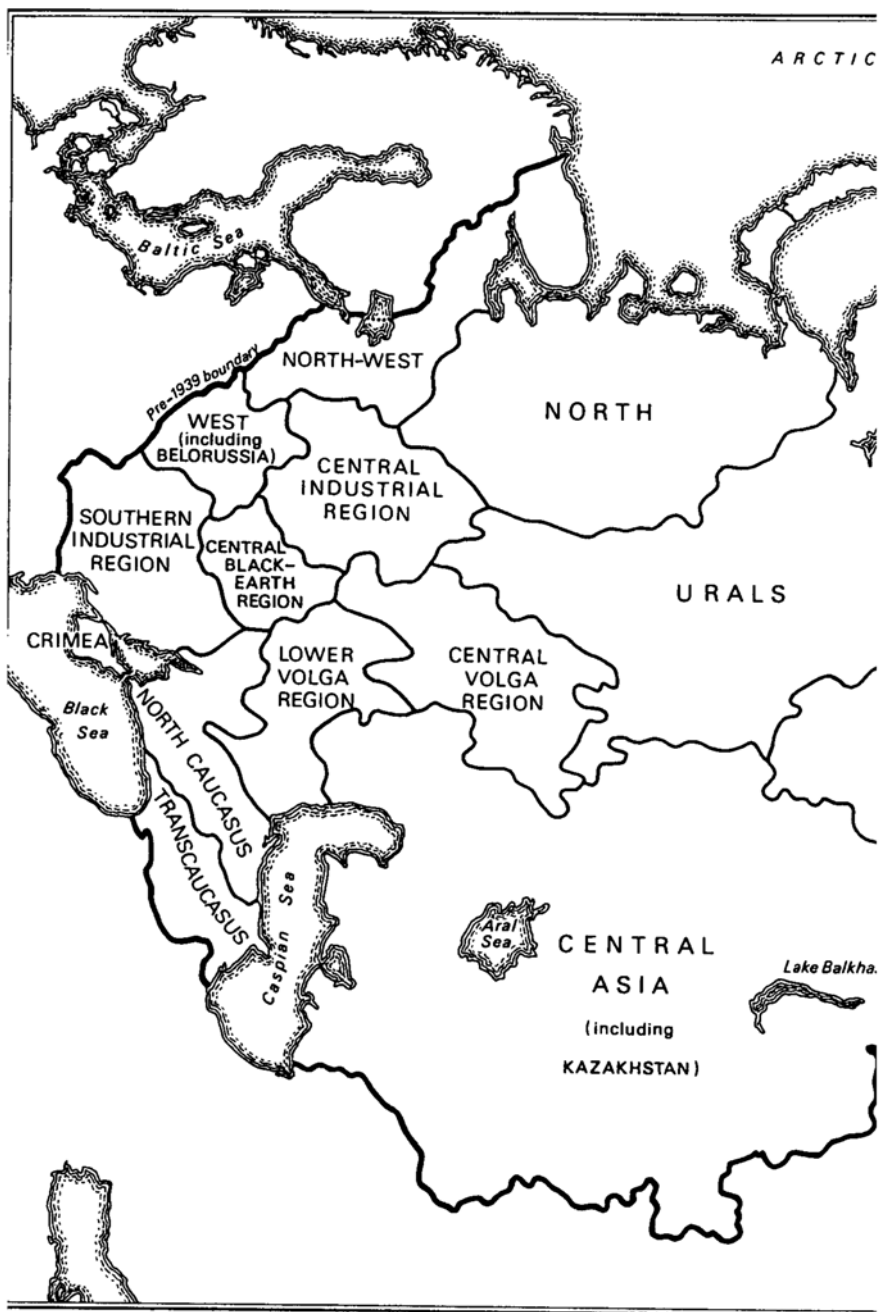 ARCTIC
Baltic Sea
Pre-1939 boundary
NORTH-WEST
NORTH
WEST
(including
BELORUSSIA)
CENTRAL
INDUSTRIAL
REGION
SOUTHERN
INDUSTRIAL
REGION
CENTRAL
BLACK-
EARTH
REGION
URALS
CRIMEA
LOWER
VOLGA
REGION
CENTRAL
VOLGA
REGION
Black
Sea
NORTH CAUCASUS
TRANSCAUCASUS
Caspian Sea
Aral
Sea
CENTRAL
ASIA
(including
KAZAKHSTAN)
Lake Balkha